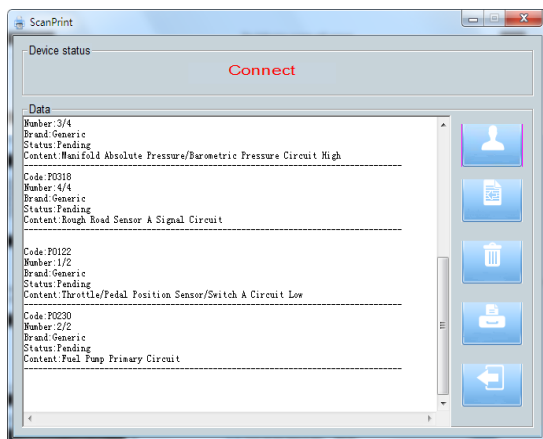 ScanPrint
Device status
Connect
Data
Number:3/4
Brand:Generic
Status:Pending
Content:Manifold Absolute Pressure/Barometric Pressure Circuit High
--------------------------------------------------------------------------------
Code:P0318
Number:4/4
Brand:Generic
Status:Pending
Content:Rough Road Sensor A Signal Circuit
--------------------------------------------------------------------------------
Code:P0122
Number:1/2
Brand:Generic
Status:Pending
Content:Throttle/Pedal Position Sensor/Switch A Circuit Low
--------------------------------------------------------------------------------
Code:P0230
Number:2/2
Brand:Generic
Status:Pending
Content:Fuel Pump Primary Circuit
--------------------------------------------------------------------------------